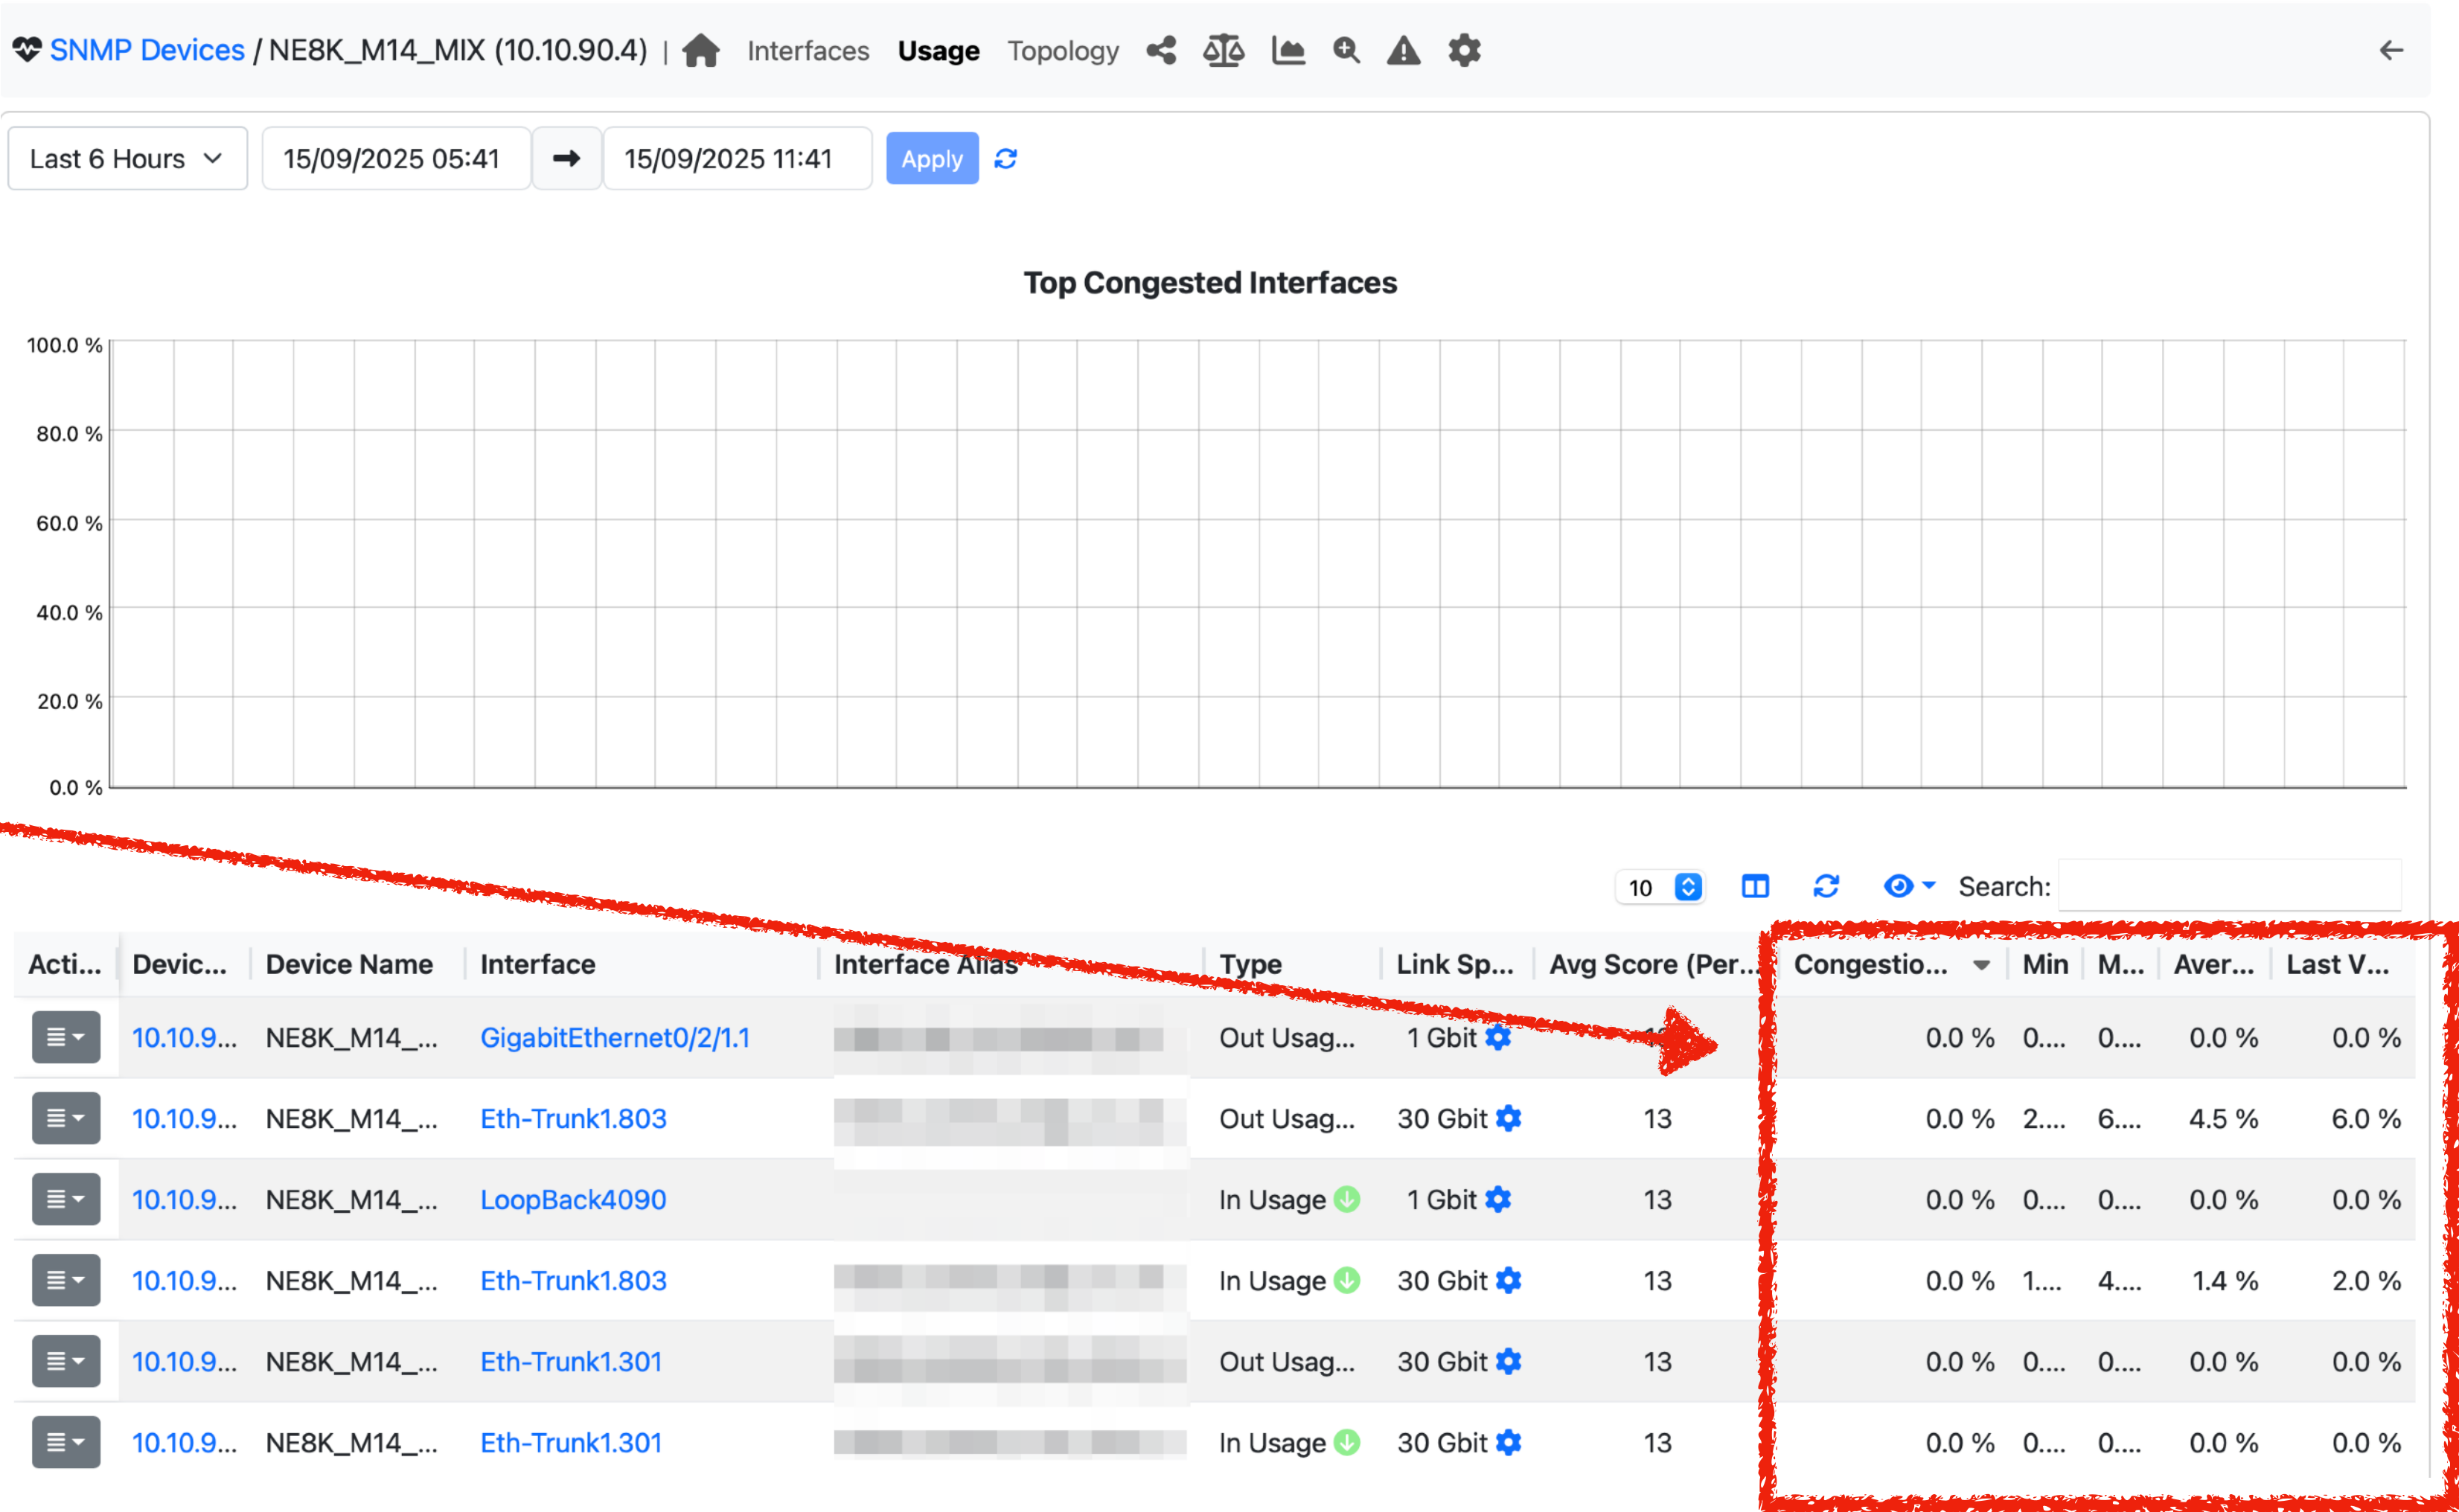 SNMP Devices / NE8K_M14_MIX (10.10.90.4) | Interfaces Usage Topology
Last 6 Hours 15/09/2025 05:41 15/09/2025 11:41 Apply
Top Congested Interfaces
100.0 %
80.0 %
60.0 %
40.0 %
20.0 %
0.0 %
10 Search:
Acti... Devic... Device Name Interface Interface Alias Type Link Sp... Avg Score (Per... Congestio... Min M... Aver... Last V...
10.10.9... NE8K_M14_... GigabitEthernet0/2/1.1 Out Usag... 1 Gbit 0.0 % 0.... 0.... 0.0 % 0.0 %
10.10.9... NE8K_M14_... Eth-Trunk1.803 Out Usag... 30 Gbit 13 0.0 % 2.... 6.... 4.5 % 6.0 %
10.10.9... NE8K_M14_... LoopBack4090 In Usage 1 Gbit 13 0.0 % 0.... 0.... 0.0 % 0.0 %
10.10.9... NE8K_M14_... Eth-Trunk1.803 In Usage 30 Gbit 13 0.0 % 1.... 4.... 1.4 % 2.0 %
10.10.9... NE8K_M14_... Eth-Trunk1.301 Out Usag... 30 Gbit 13 0.0 % 0.... 0.... 0.0 % 0.0 %
10.10.9... NE8K_M14_... Eth-Trunk1.301 In Usage 30 Gbit 13 0.0 % 0.... 0.... 0.0 % 0.0 %